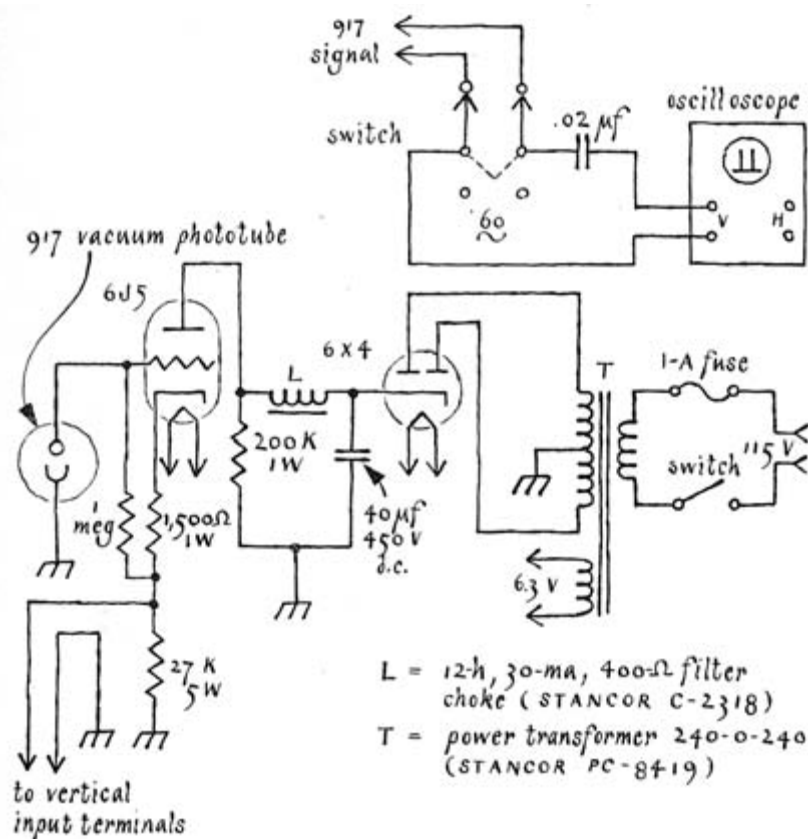 917
signal
oscilloscope
.02 µf
switch
60
~
V
H
917 vacuum phototube
6J5
6X4
L
T
1-A fuse
200K
1W
115 V
switch
1
meg
1,500Ω
1W
40µf
450 V
d.c.
6.3 V
27 K
5W
L = 12-h, 30-ma, 400-Ω filter
choke (STANCOR C-2318)
T = power transformer 240-0-240
(STANCOR PC-8419)
to vertical
input terminals